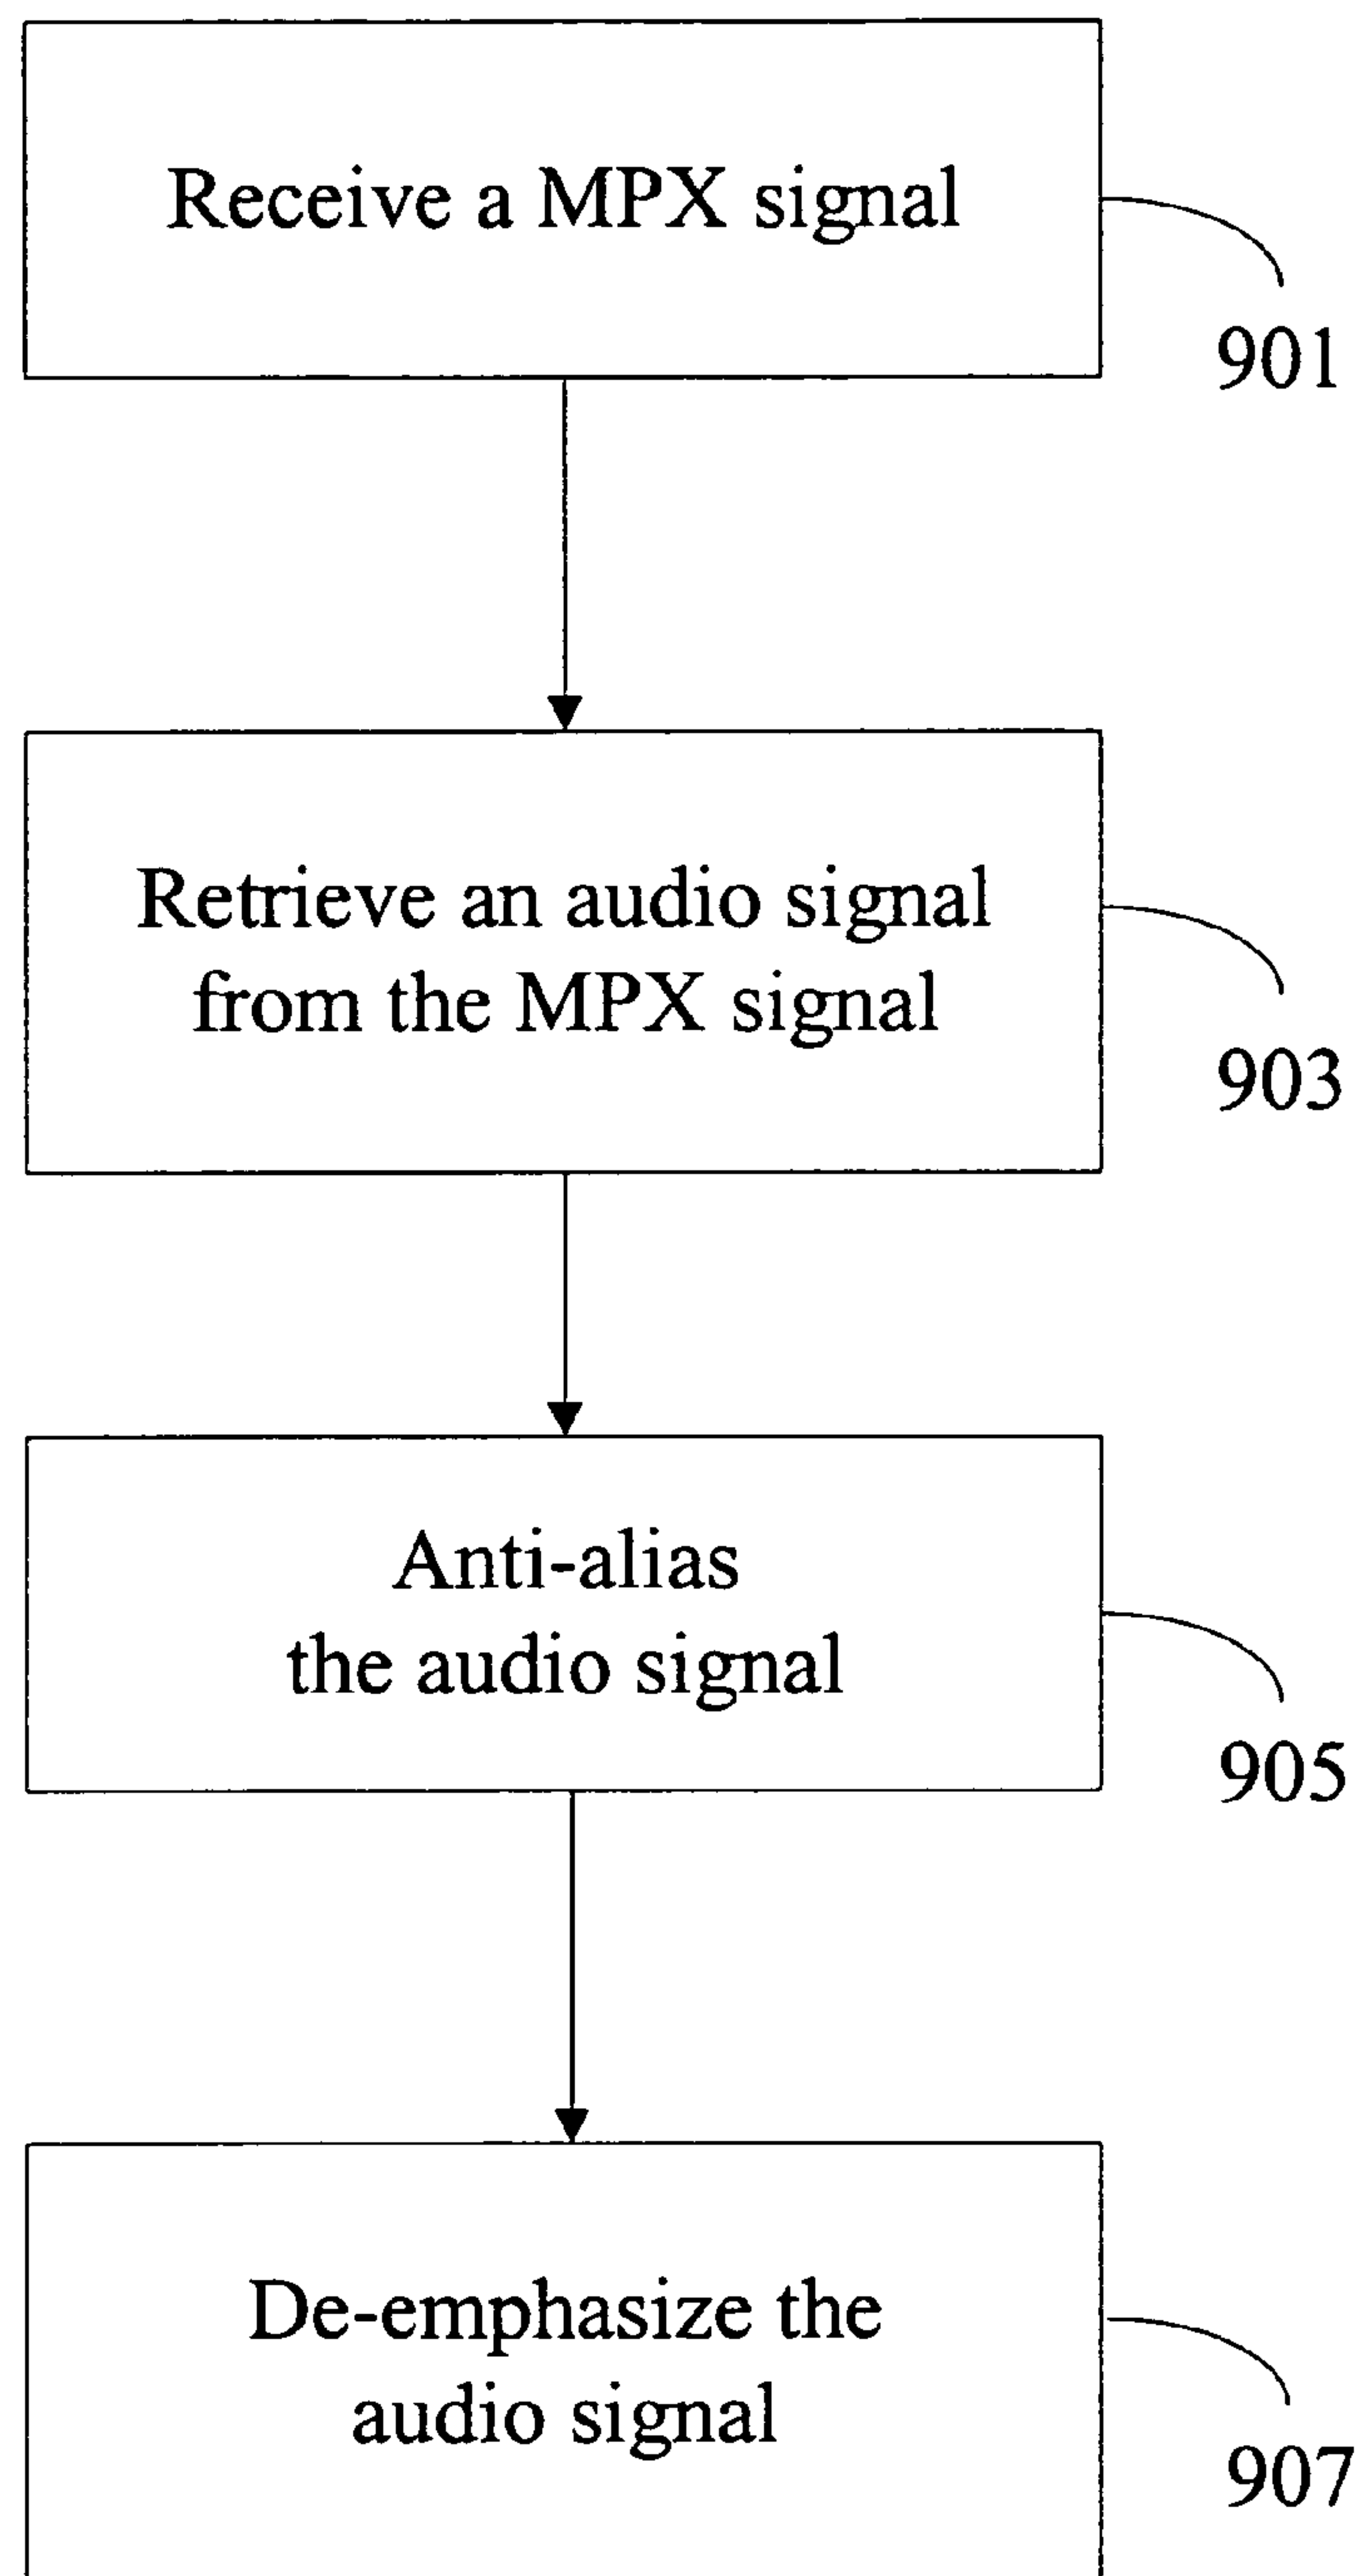 Receive a MPX signal
901
Retrieve an audio signal
from the MPX signal
903
Anti-alias
the audio signal
905
De-emphasize the
audio signal
907